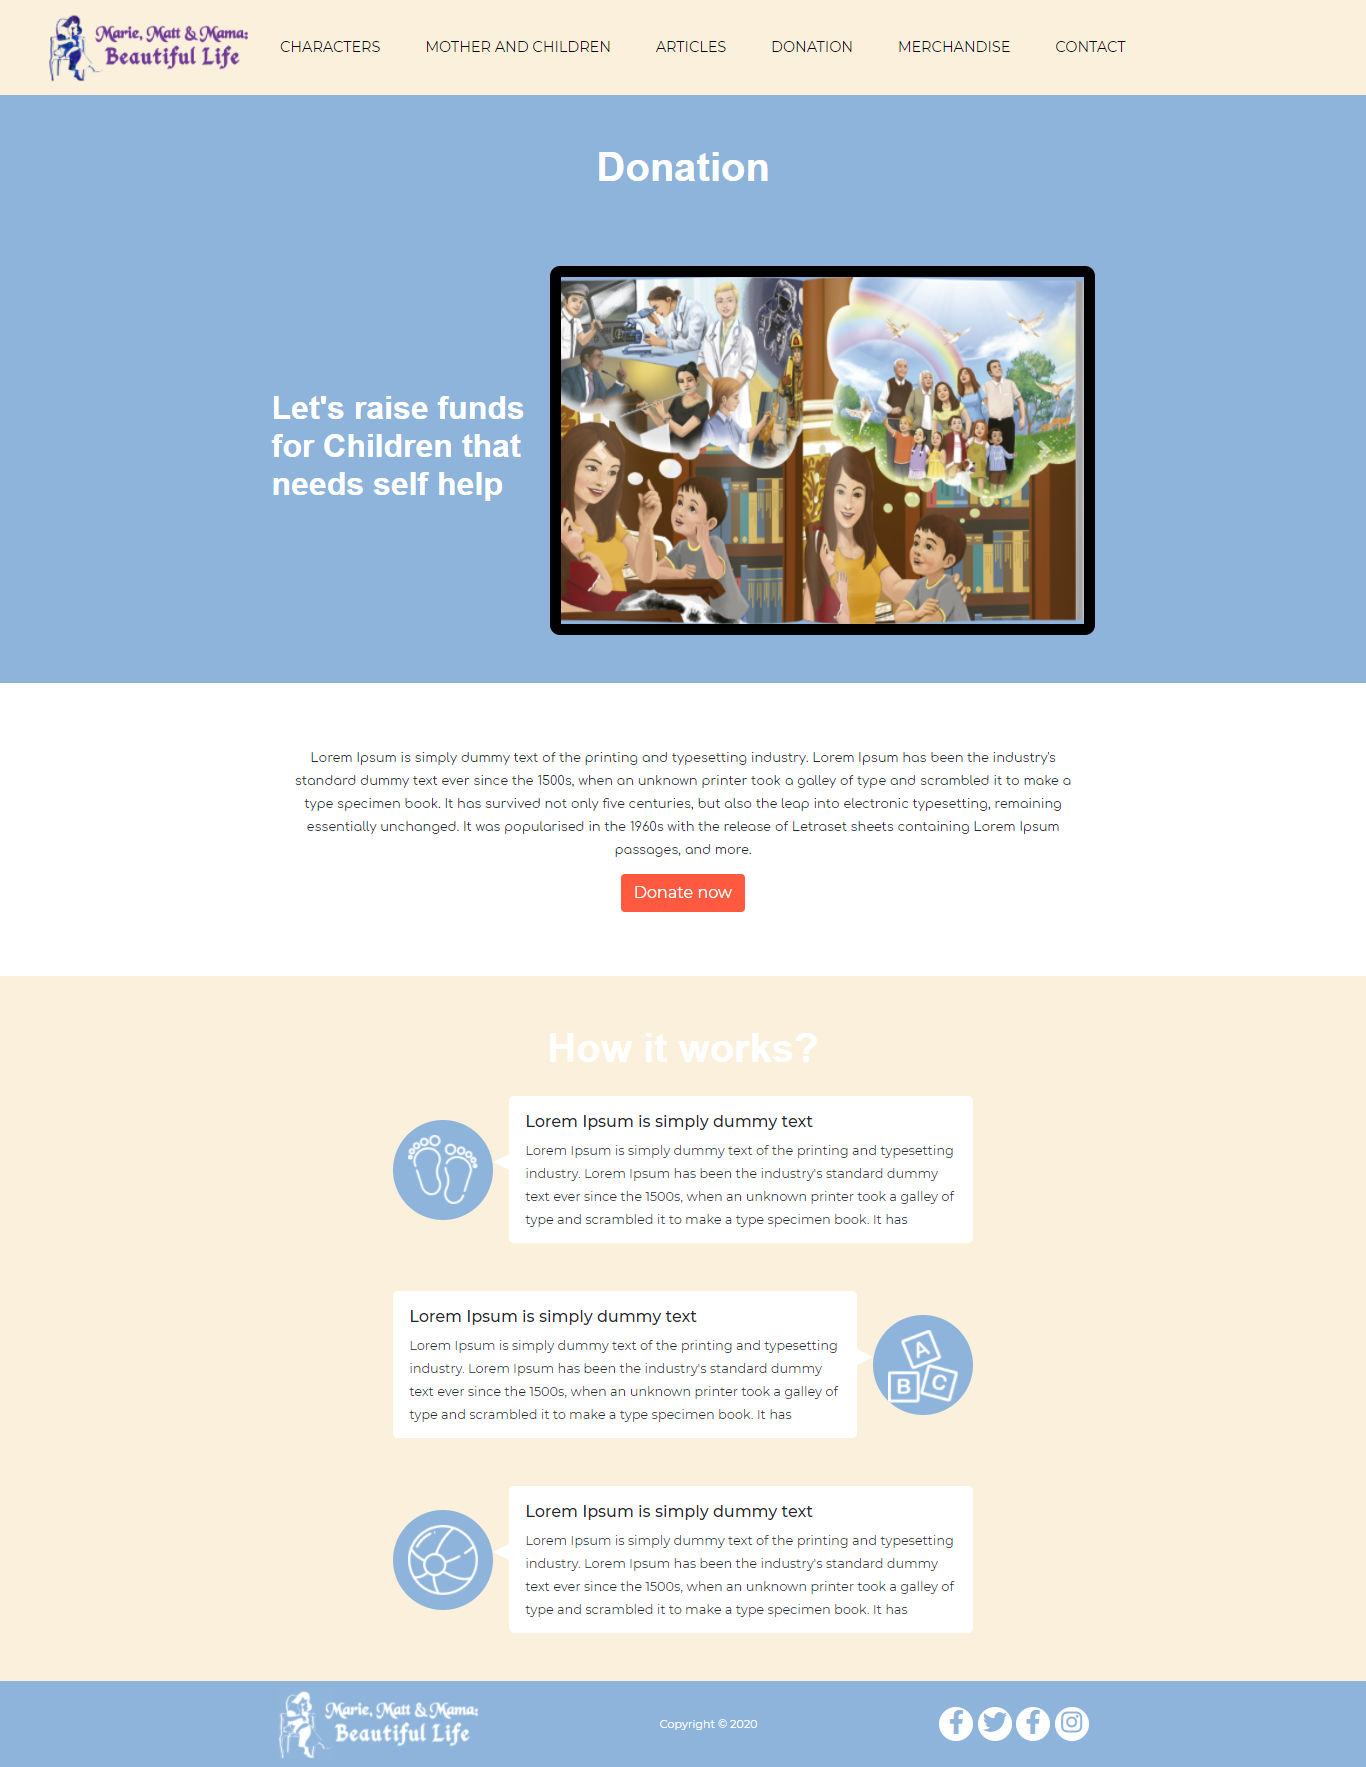 Marie, Matt & Mama:
Beautiful Life
CHARACTERS
MOTHER AND CHILDREN
ARTICLES
DONATION
MERCHANDISE
CONTACT
Donation
Let's raise funds
for Children that
needs self help
Lorem Ipsum is simply dummy text of the printing and typesetting industry. Lorem Ipsum has been the industry's
standard dummy text ever since the 1500s, when an unknown printer took a galley of type and scrambled it to make a
type specimen book. It has survived not only five centuries, but also the leap into electronic typesetting, remaining
essentially unchanged. It was popularised in the 1960s with the release of Letraset sheets containing Lorem Ipsum
passages, and more.
Donate now
How it works?
Lorem Ipsum is simply dummy text
Lorem Ipsum is simply dummy text of the printing and typesetting
industry. Lorem Ipsum has been the industry's standard dummy
text ever since the 1500s, when an unknown printer took a galley of
type and scrambled it to make a type specimen book. It has
Lorem Ipsum is simply dummy text
Lorem Ipsum is simply dummy text of the printing and typesetting
industry. Lorem Ipsum has been the industry's standard dummy
text ever since the 1500s, when an unknown printer took a galley of
type and scrambled it to make a type specimen book. It has
A
B C
Lorem Ipsum is simply dummy text
Lorem Ipsum is simply dummy text of the printing and typesetting
industry. Lorem Ipsum has been the industry's standard dummy
text ever since the 1500s, when an unknown printer took a galley of
type and scrambled it to make a type specimen book. It has
Marie, Matt & Mama:
Beautiful Life
Copyright © 2020